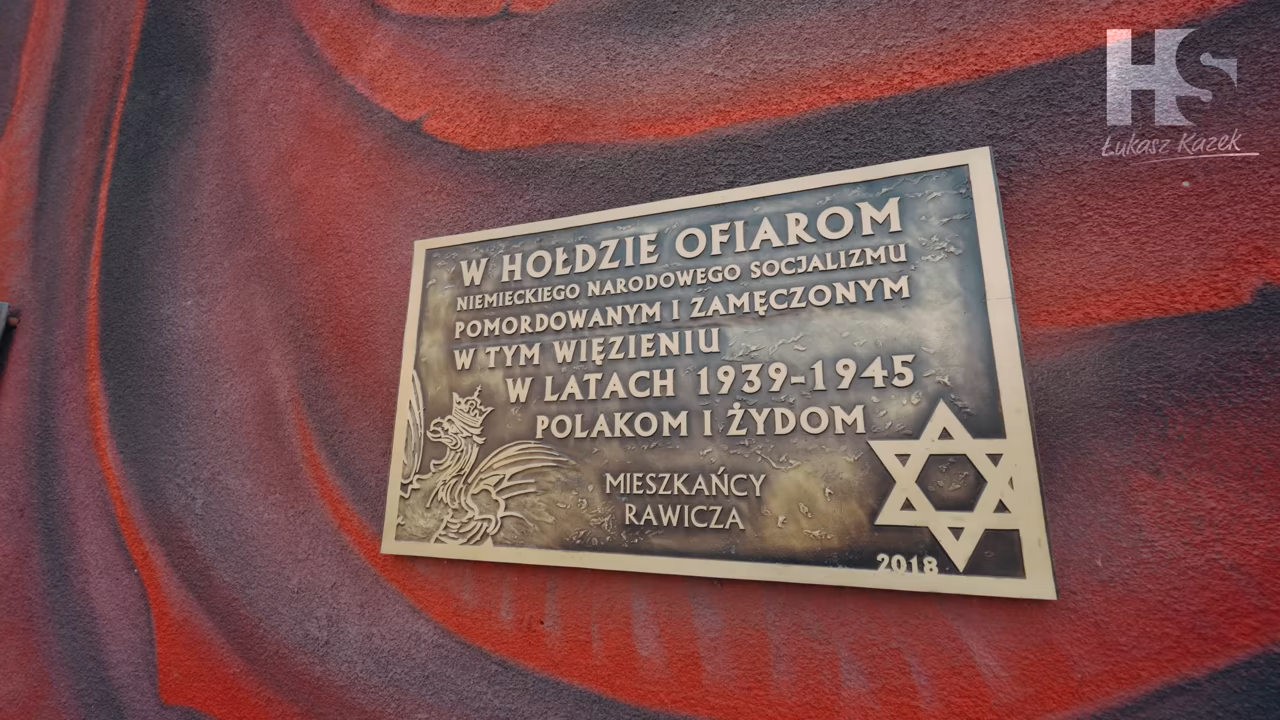 HS
Łukasz Kazek
W HOŁDZIE OFIAROM
NIEMIECKIEGO NARODOWEGO SOCJALIZMU
POMORDOWANYM I ZAMĘCZONYM
W TYM WIĘZIENIU
W LATACH 1939-1945
POLAKOM I ŻYDOM
MIESZKAŃCY
RAWICZA
2018